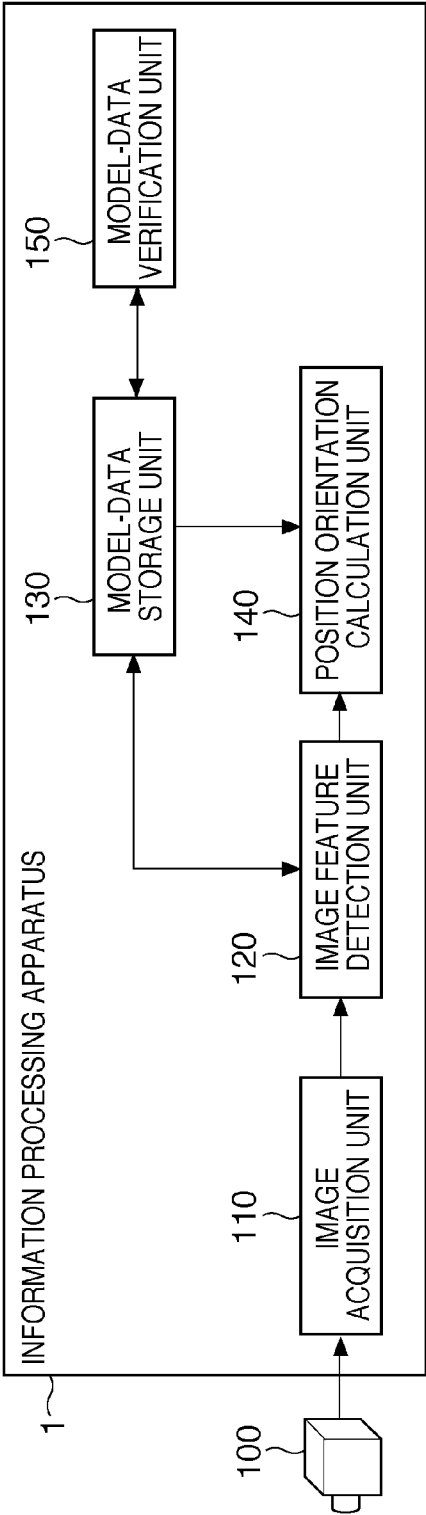 INFORMATION PROCESSING APPARATUS
1
100
110
IMAGE
ACQUISITION UNIT
120
IMAGE FEATURE
DETECTION UNIT
130
MODEL-DATA
STORAGE UNIT
140
POSITION ORIENTATION
CALCULATION UNIT
150
MODEL-DATA
VERIFICATION UNIT